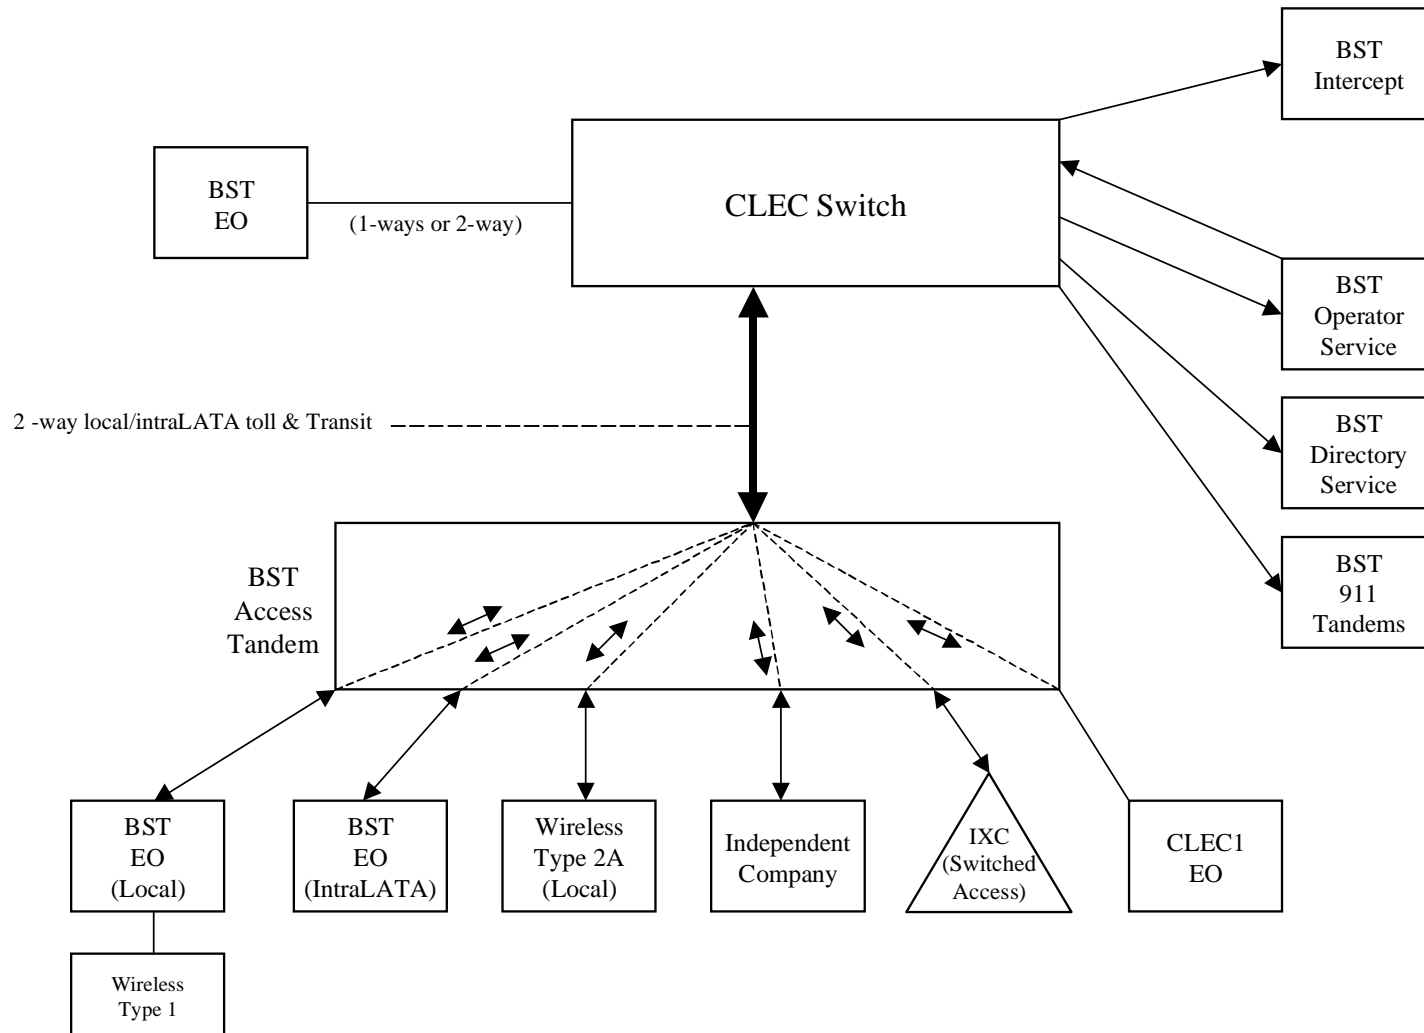 BST
Intercept
BST
EO
(1-ways or 2-way)
CLEC Switch
BST
Operator
Service
2 -way local/intraLATA toll & Transit
BST
Directory
Service
BST
Access
Tandem
BST
911
Tandems
BST
EO
(Local)
BST
EO
(IntraLATA)
Wireless
Type 2A
(Local)
Independent
Company
IXC
(Switched
Access)
CLEC1
EO
Wireless
Type 1